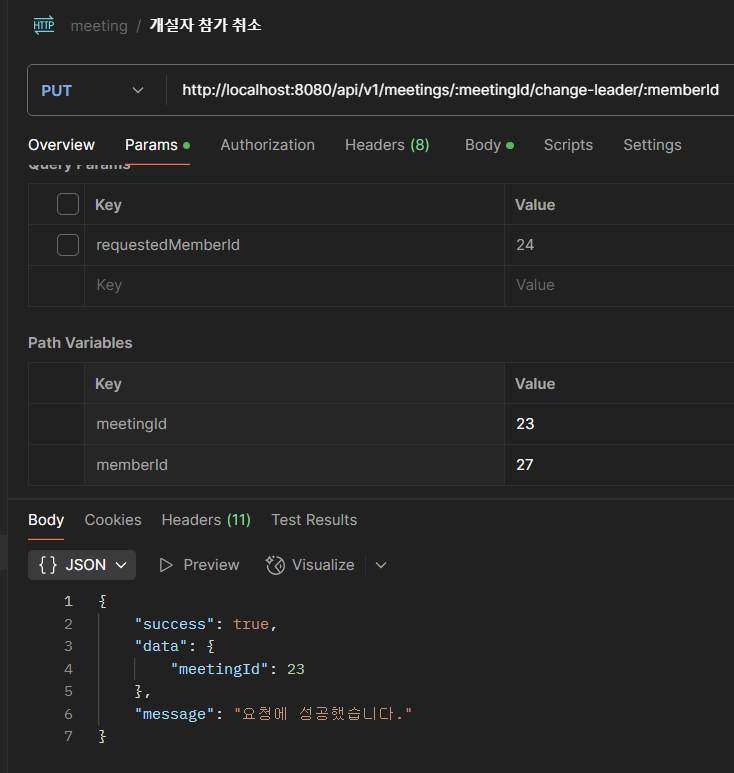 HTTP meeting / 개설자 참가 취소
PUT http://localhost:8080/api/v1/meetings/:meetingId/change-leader/:memberId
Overview Params Authorization Headers (8) Body Scripts Settings
Query Params
Key Value
requestedMemberId 24
Key Value
Path Variables
Key Value
meetingId 23
memberId 27
Body Cookies Headers (11) Test Results
{} JSON Preview Visualize
1 {
2 "success": true,
3 "data": {
4 "meetingId": 23
5 },
6 "message": "요청에 성공했습니다."
7 }